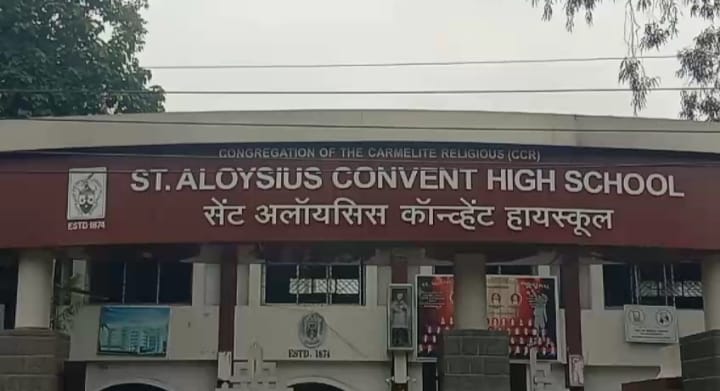 CONGREGATION OF THE CARMELITE RELIGIOUS (CCR)
ST. ALOYSIUS CONVENT HIGH SCHOOL
सेंट अलॉयसिस कॉन्व्हेंट हायस्कूल
ESTD 1874
ESTD. 1874